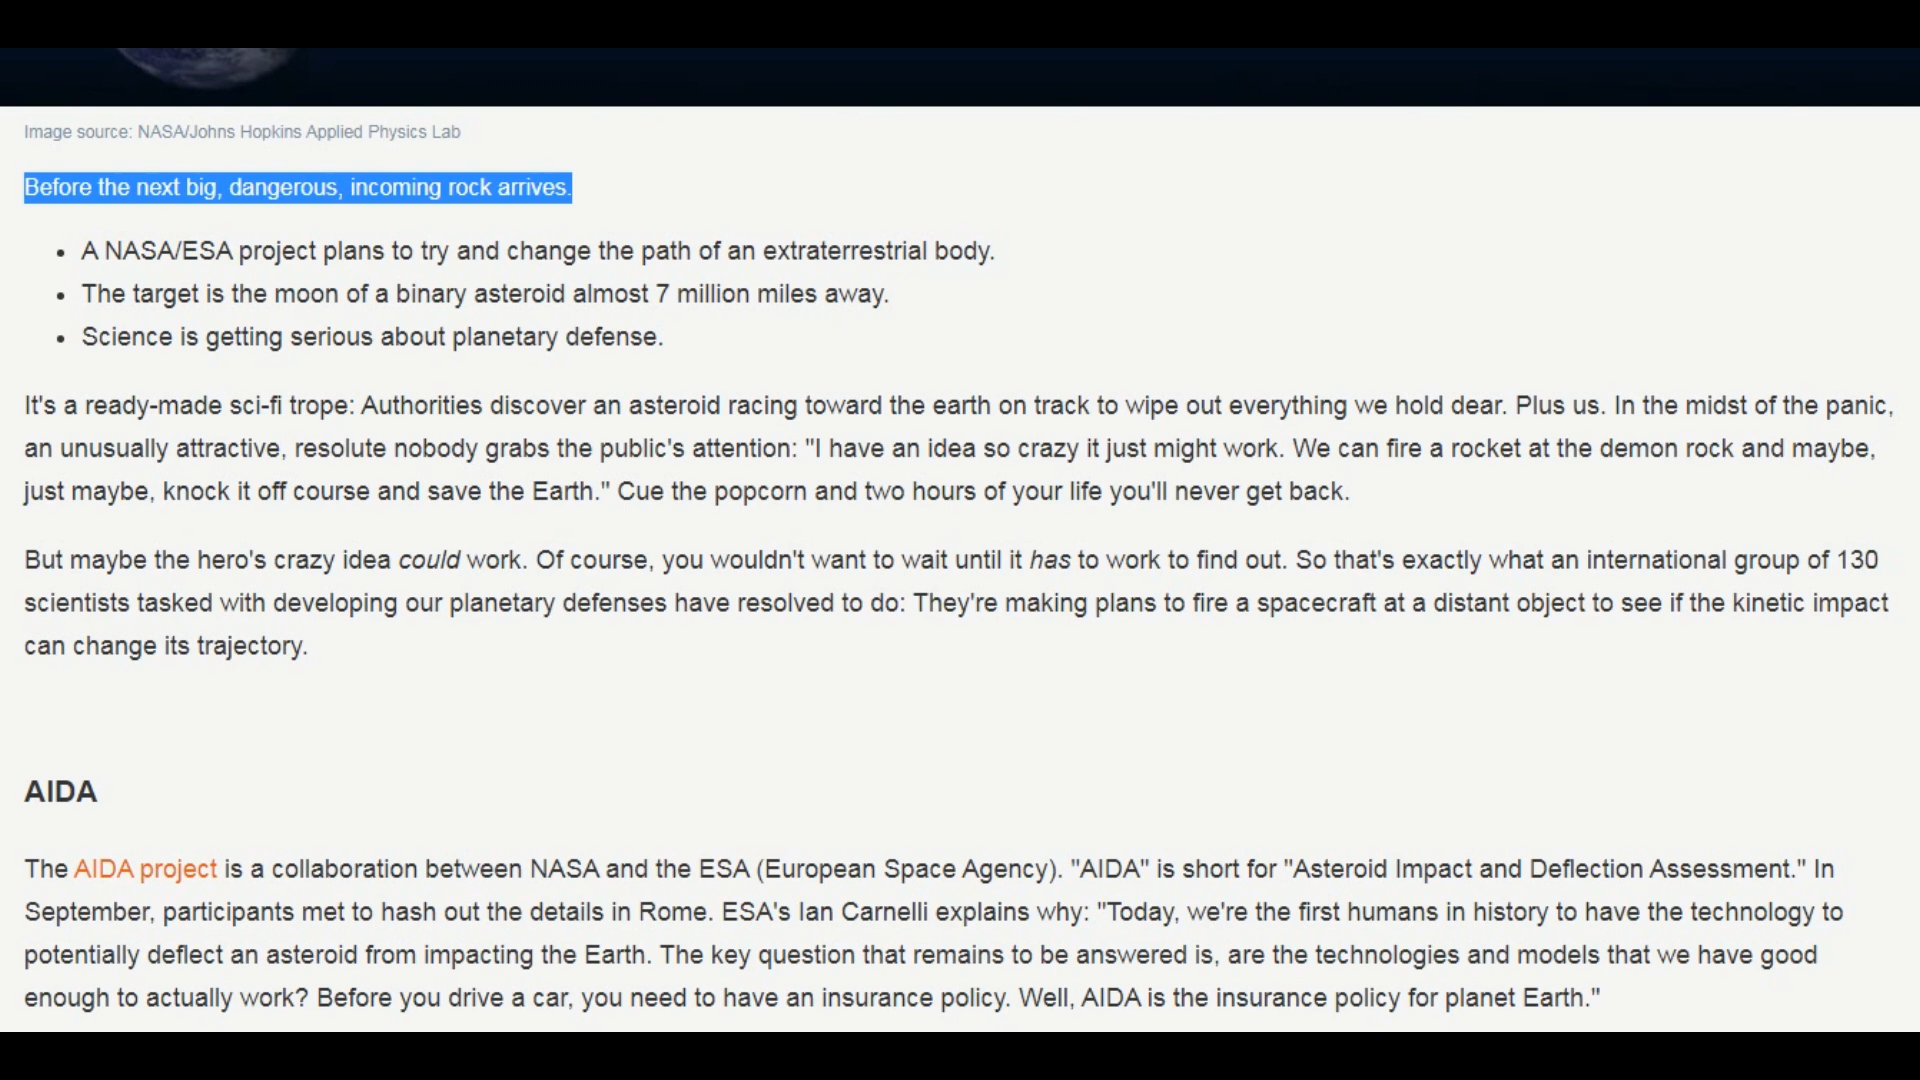 Image source: NASA/Johns Hopkins Applied Physics Lab
Before the next big, dangerous, incoming rock arrives.
• A NASA/ESA project plans to try and change the path of an extraterrestrial body.
• The target is the moon of a binary asteroid almost 7 million miles away.
• Science is getting serious about planetary defense.
It's a ready-made sci-fi trope: Authorities discover an asteroid racing toward the earth on track to wipe out everything we hold dear. Plus us. In the midst of the panic,
an unusually attractive, resolute nobody grabs the public's attention: "I have an idea so crazy it just might work. We can fire a rocket at the demon rock and maybe,
just maybe, knock it off course and save the Earth." Cue the popcorn and two hours of your life you'll never get back.
But maybe the hero's crazy idea could work. Of course, you wouldn't want to wait until it has to work to find out. So that's exactly what an international group of 130
scientists tasked with developing our planetary defenses have resolved to do: They're making plans to fire a spacecraft at a distant object to see if the kinetic impact
can change its trajectory.
AIDA
The AIDA project is a collaboration between NASA and the ESA (European Space Agency). "AIDA" is short for "Asteroid Impact and Deflection Assessment." In
September, participants met to hash out the details in Rome. ESA's Ian Carnelli explains why: "Today, we're the first humans in history to have the technology to
potentially deflect an asteroid from impacting the Earth. The key question that remains to be answered is, are the technologies and models that we have good
enough to actually work? Before you drive a car, you need to have an insurance policy. Well, AIDA is the insurance policy for planet Earth."